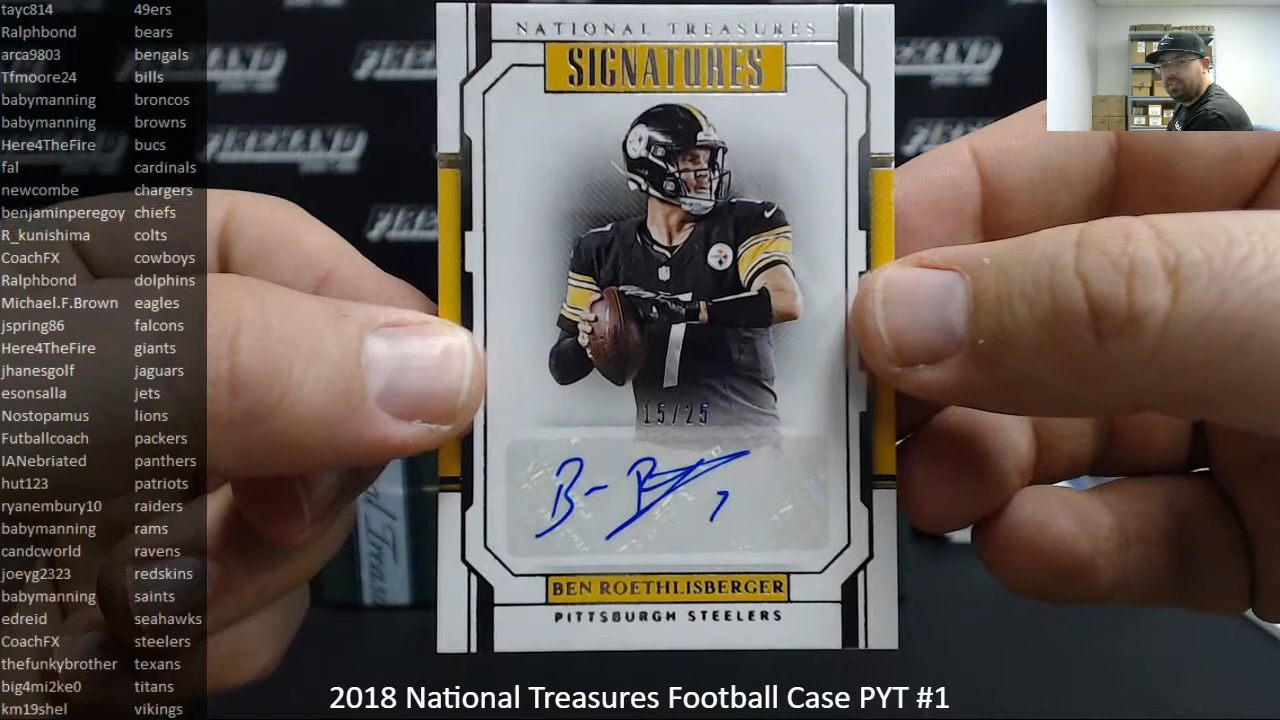 tayc814 49ers
Ralphbond bears
arca9803 bengals
Tfmoore24 bills
babymanning broncos
babymanning browns
Here4TheFire bucs
fal cardinals
newcombe chargers
benjaminperegoy chiefs
R_kunishima colts
CoachFX cowboys
Ralphbond dolphins
Michael.F.Brown eagles
jspring86 falcons
Here4TheFire giants
jhanesgolf jaguars
esonsalla jets
Nostopamus lions
Futballcoach packers
IANebriated panthers
hut123 patriots
ryanembury10 raiders
babymanning rams
candcworld ravens
joeyg2323 redskins
babymanning saints
edreid seahawks
CoachFX steelers
thefunkybrother texans
big4mi2ke0 titans
km19shel vikings
NATIONAL TREASURES
SIGNATURES
7
15/25
7
BEN ROETHLISBERGER
PITTSBURGH STEELERS
FIREHAND
2018 National Treasures Football Case PYT #1